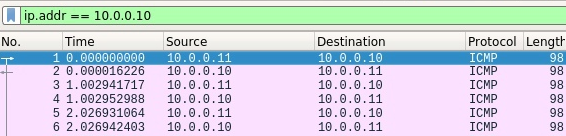 ip.addr == 10.0.0.10
No. Time Source Destination Protocol Length
1 0.000000000 10.0.0.11 10.0.0.10 ICMP 98
2 0.000016226 10.0.0.10 10.0.0.11 ICMP 98
3 1.002941717 10.0.0.11 10.0.0.10 ICMP 98
4 1.002952988 10.0.0.10 10.0.0.11 ICMP 98
5 2.026931064 10.0.0.11 10.0.0.10 ICMP 98
6 2.026942403 10.0.0.10 10.0.0.11 ICMP 98